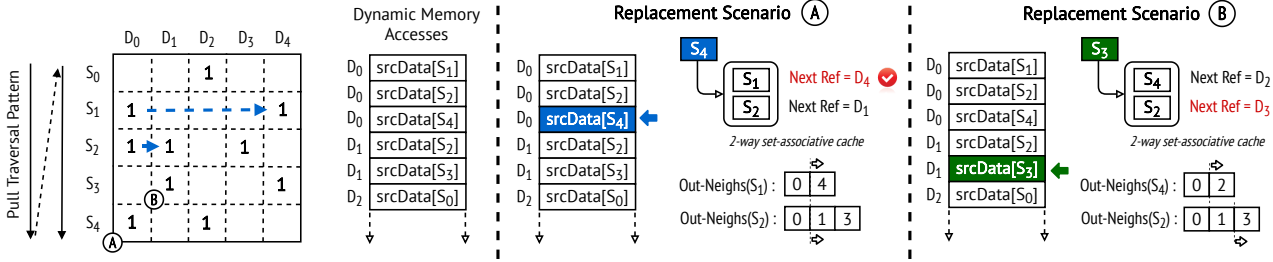 Pull Traversal Pattern
D0 D1 D2 D3 D4
S0 1
S1 1 1
S2 1 1 1
S3 1 1
S4 1 1
B
A
Dynamic Memory
Accesses
D0 srcData[S1]
D0 srcData[S2]
D0 srcData[S4]
D1 srcData[S2]
D1 srcData[S3]
D2 srcData[S0]
Replacement Scenario A
D0 srcData[S1]
D0 srcData[S2]
D0 srcData[S4]
D1 srcData[S2]
D1 srcData[S3]
D2 srcData[S0]
S4
S1 Next Ref = D4
S2 Next Ref = D1
2-way set-associative cache
Out-Neighs(S1) : 0 4
Out-Neighs(S2) : 0 1 3
Replacement Scenario B
D0 srcData[S1]
D0 srcData[S2]
D0 srcData[S4]
D1 srcData[S2]
D1 srcData[S3]
D2 srcData[S0]
S3
S4 Next Ref = D2
S2 Next Ref = D3
2-way set-associative cache
Out-Neighs(S4) : 0 2
Out-Neighs(S2) : 0 1 3